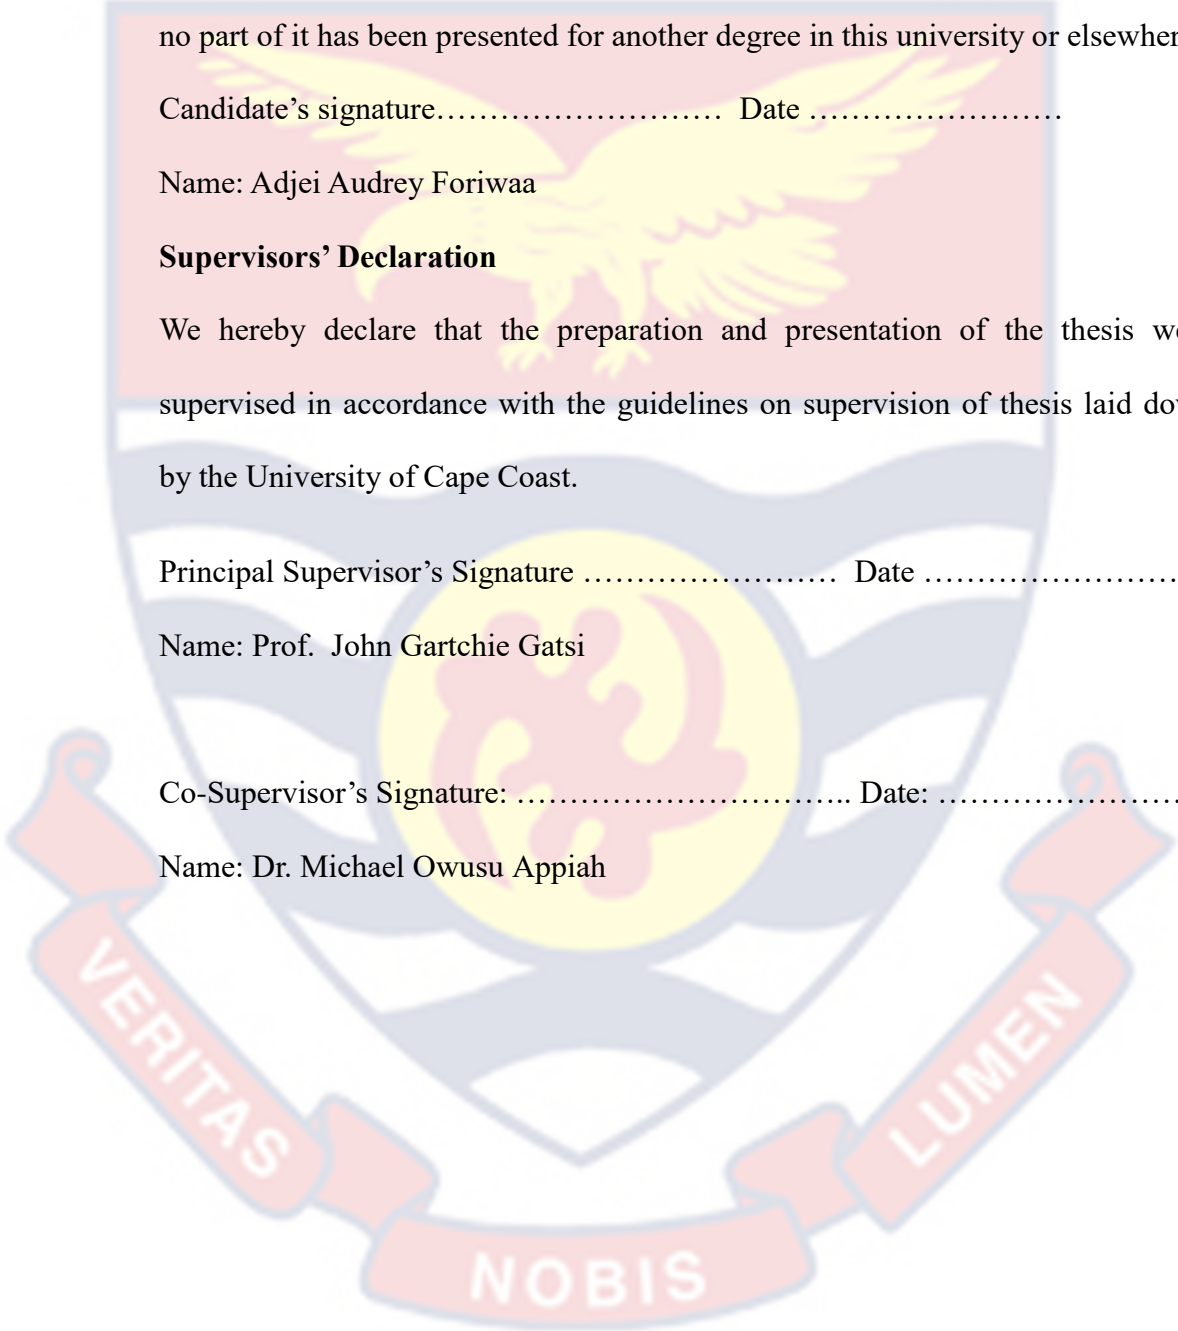 no part of it has been presented for another degree in this university or elsewher
Candidate’s signature……………………… Date ……………………
Name: Adjei Audrey Foriwaa
Supervisors’ Declaration
We hereby declare that the preparation and presentation of the thesis we
supervised in accordance with the guidelines on supervision of thesis laid do
by the University of Cape Coast.
Principal Supervisor’s Signature …………………… Date ……………………
Name: Prof. John Gartchie Gatsi
Co-Supervisor’s Signature: ………………………….. Date: ……………………
Name: Dr. Michael Owusu Appiah
VERITAS
NOBIS
LUMEN